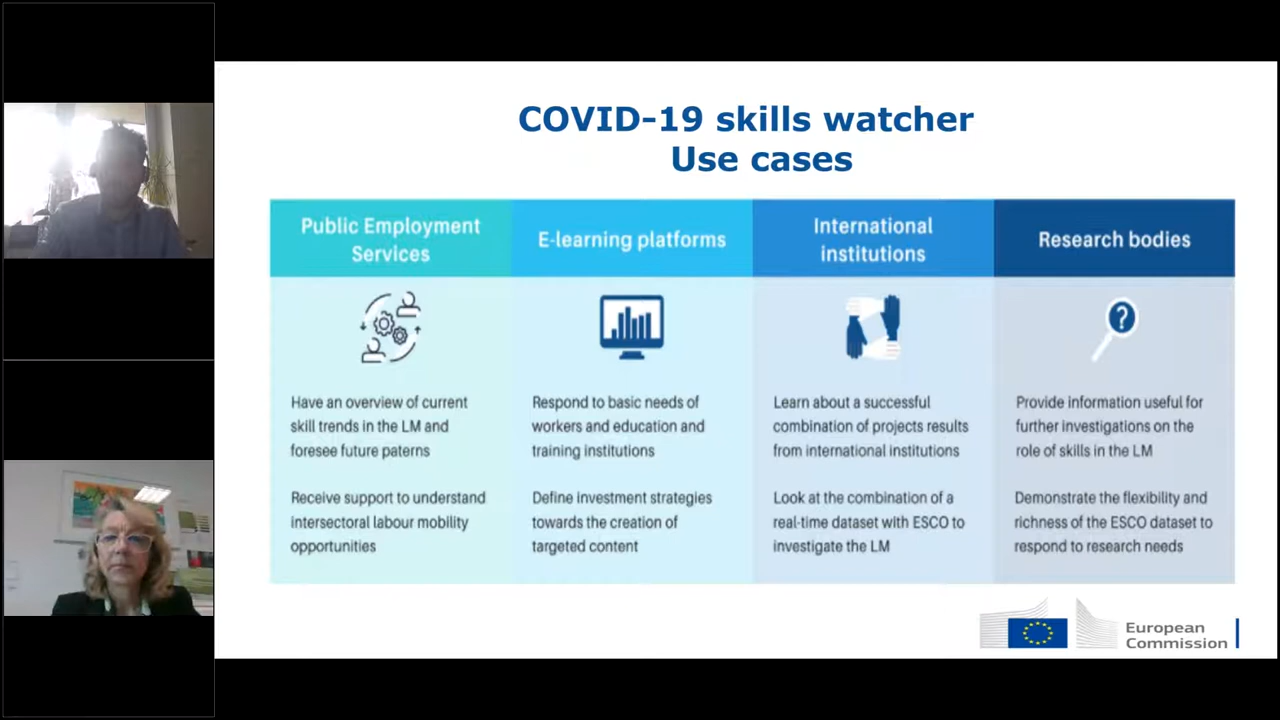 COVID-19 skills watcher
Use cases
Public Employment
Services
E-learning platforms
International
institutions
Research bodies
?
Have an overview of current
skill trends in the LM and
foresee future paterns
Receive support to understand
intersectoral labour mobility
opportunities
Respond to basic needs of
workers and education and
training institutions
Define investment strategies
towards the creation of
targeted content
Learn about a successful
combination of projects results
from international institutions
Look at the combination of a
real-time dataset with ESCO to
investigate the LM
Provide information useful for
further investigations on the
role of skills in the LM
Demonstrate the flexibility and
richness of the ESCO dataset to
respond to research needs
European
Commission